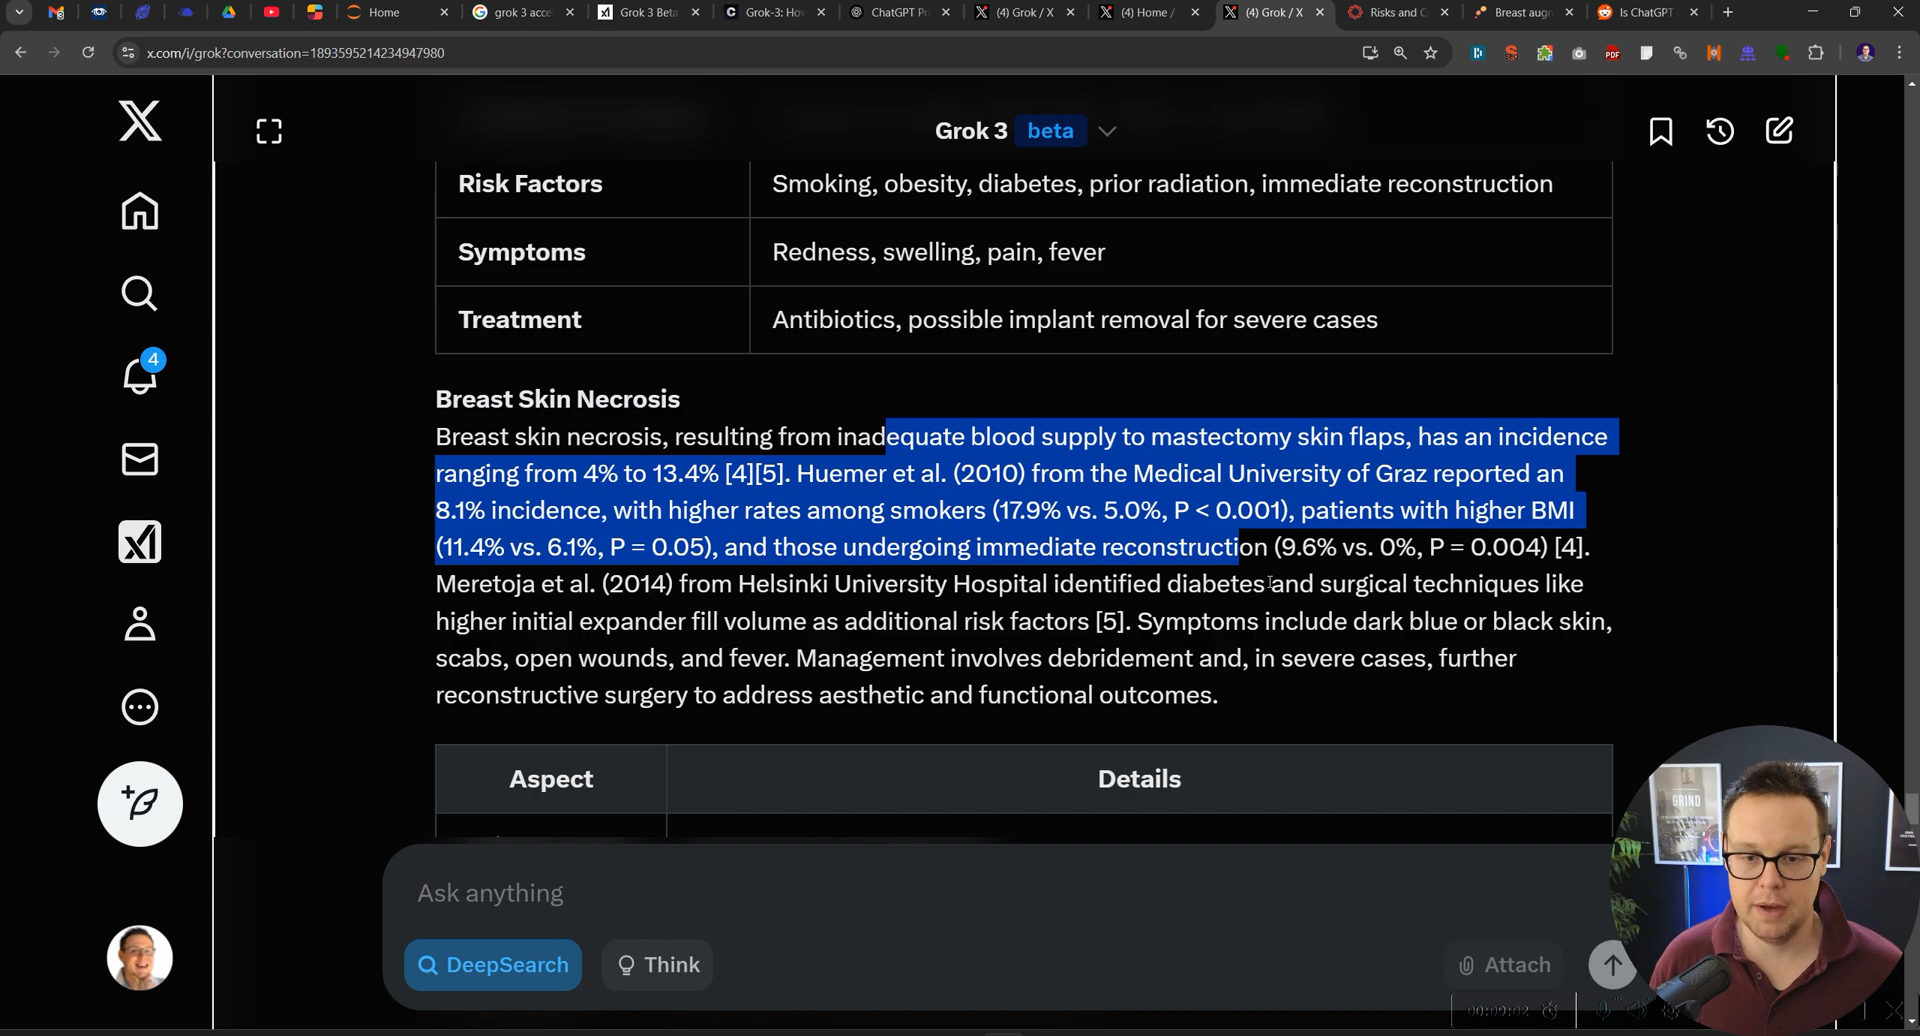 Home
grok 3 acce
Grok 3 Beta
Grok-3: Ho
ChatGPT Pr
(4) Grok / X
(4) Home /
(4) Grok / X
Risks and C
Breast aug
Is ChatGPT
x.com/i/grok?conversation=1893595214234947980
PDF
Grok 3 beta
4
Risk Factors
Smoking, obesity, diabetes, prior radiation, immediate reconstruction
Symptoms
Redness, swelling, pain, fever
Treatment
Antibiotics, possible implant removal for severe cases
Breast Skin Necrosis
Breast skin necrosis, resulting from inadequate blood supply to mastectomy skin flaps, has an incidence
ranging from 4% to 13.4% [4][5]. Huemer et al. (2010) from the Medical University of Graz reported an
8.1% incidence, with higher rates among smokers (17.9% vs. 5.0%, P < 0.001), patients with higher BMI
(11.4% vs. 6.1%, P = 0.05), and those undergoing immediate reconstruction (9.6% vs. 0%, P = 0.004) [4].
Meretoja et al. (2014) from Helsinki University Hospital identified diabetes and surgical techniques like
higher initial expander fill volume as additional risk factors [5]. Symptoms include dark blue or black skin,
scabs, open wounds, and fever. Management involves debridement and, in severe cases, further
reconstructive surgery to address aesthetic and functional outcomes.
Aspect
Details
GRIND
Ask anything
DeepSearch
Think
Attach
00:09:02